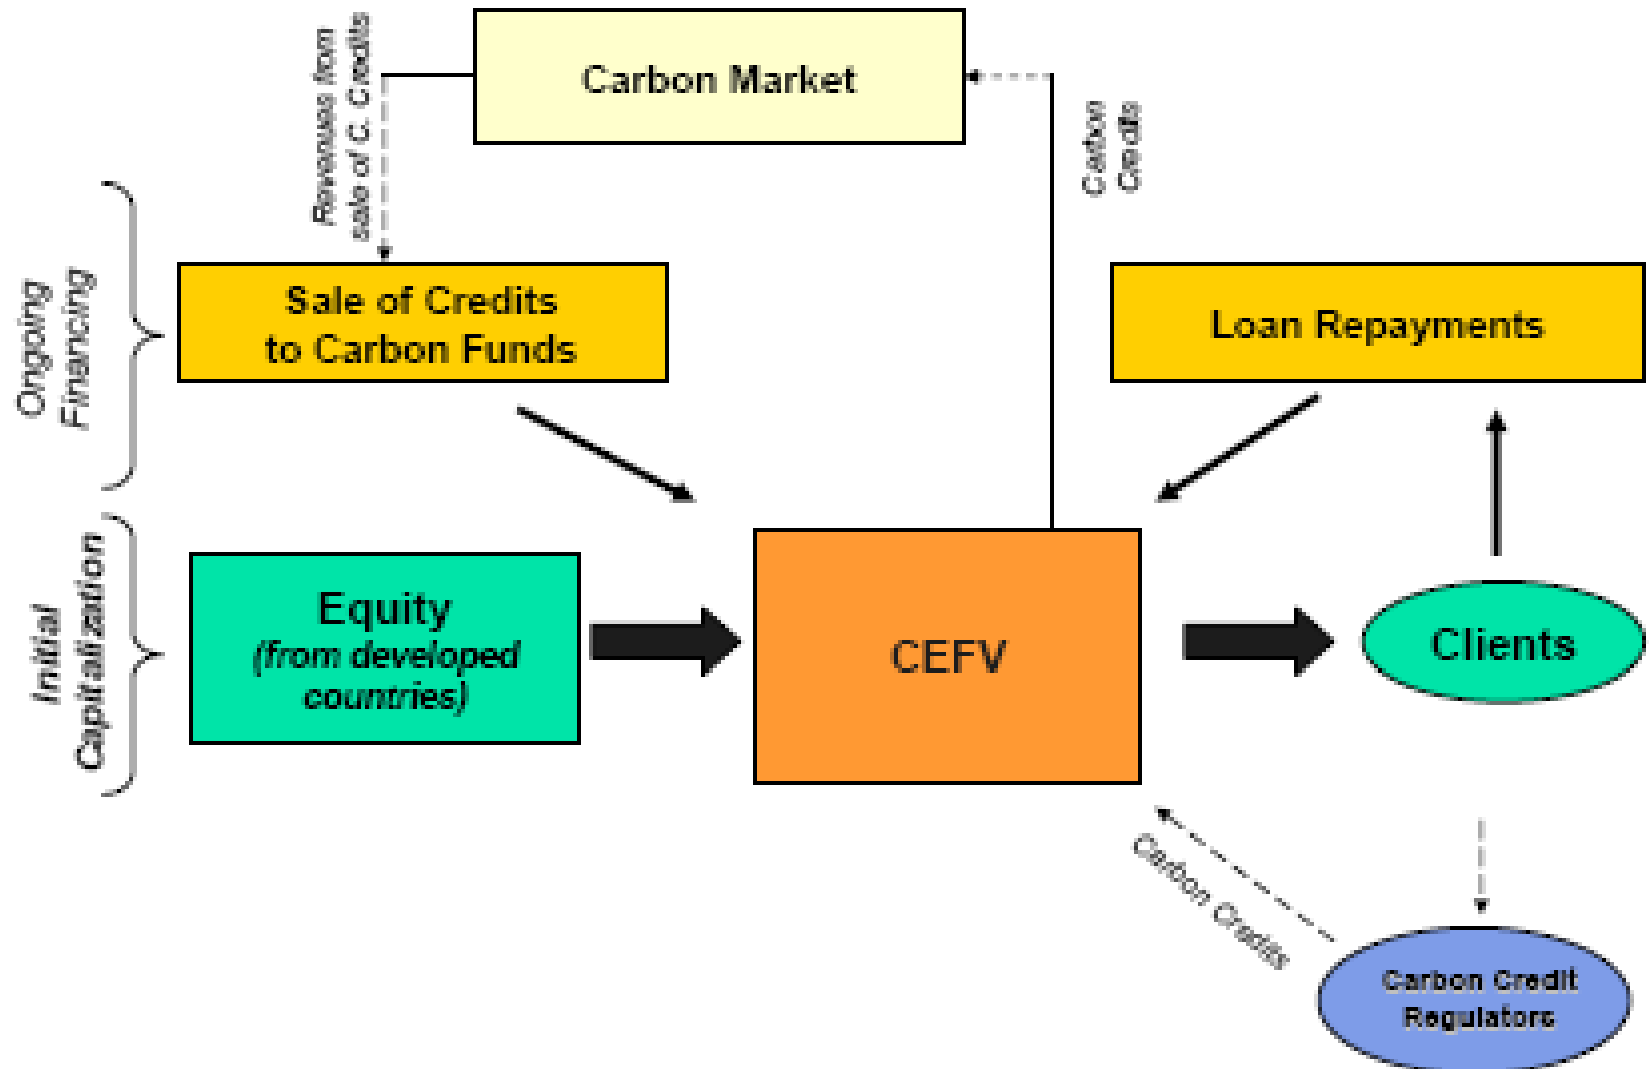 Carbon Market
Revenues from
sale of C. Credits
Carbon
Credits
Ongoing
Financing
Sale of Credits
to Carbon Funds
Loan Repayments
Initial
Capitalization
Equity
(from developed
countries)
CEFV
Clients
Carbon Credits
Carbon Credit
Regulators